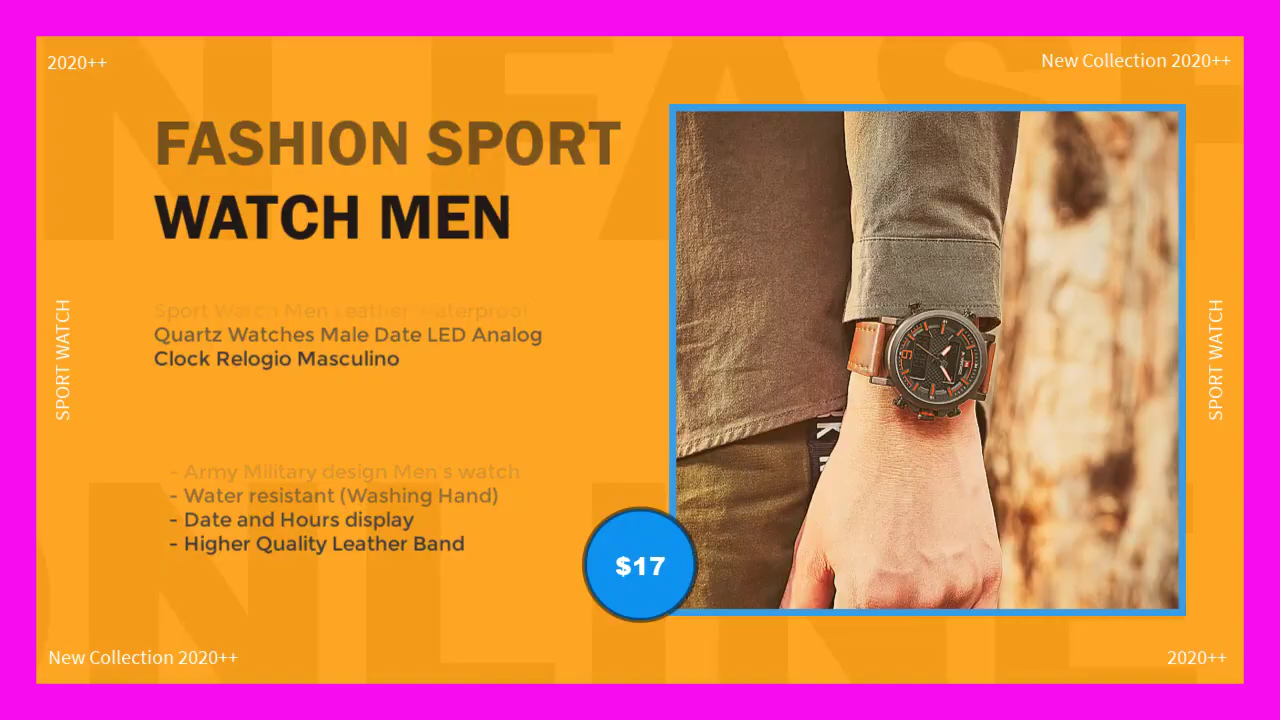 2020++
New Collection 2020++
FASHION SPORT
WATCH MEN
Sport Watch Men Leather waterproof
Quartz Watches Male Date LED Analog
Clock Relogio Masculino
- Army Military design Men's watch
- Water resistant (Washing Hand)
- Date and Hours display
- Higher Quality Leather Band
$17
SPORT WATCH
SPORT WATCH
New Collection 2020++
2020++